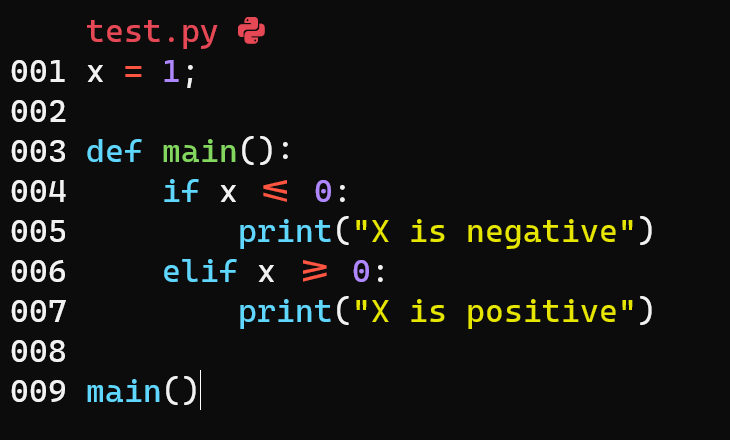 test.py
001 x = 1;
002
003 def main():
004     if x <= 0:
005         print("X is negative")
006     elif x >= 0:
007         print("X is positive")
008
009 main()